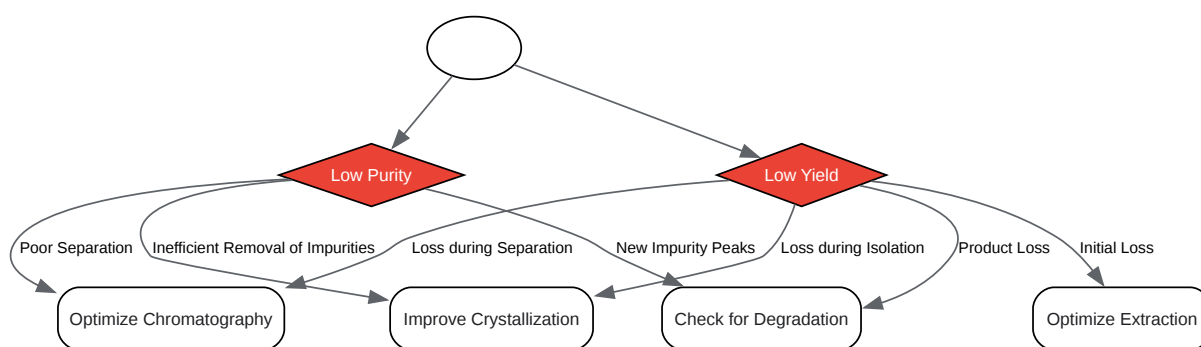 Low Purity
Low Yield
Poor Separation
Inefficient Removal of Impurities
Loss during Separation
New Impurity Peaks
Loss during Isolation
Product Loss
Initial Loss
Optimize Chromatography
Improve Crystallization
Check for Degradation
Optimize Extraction